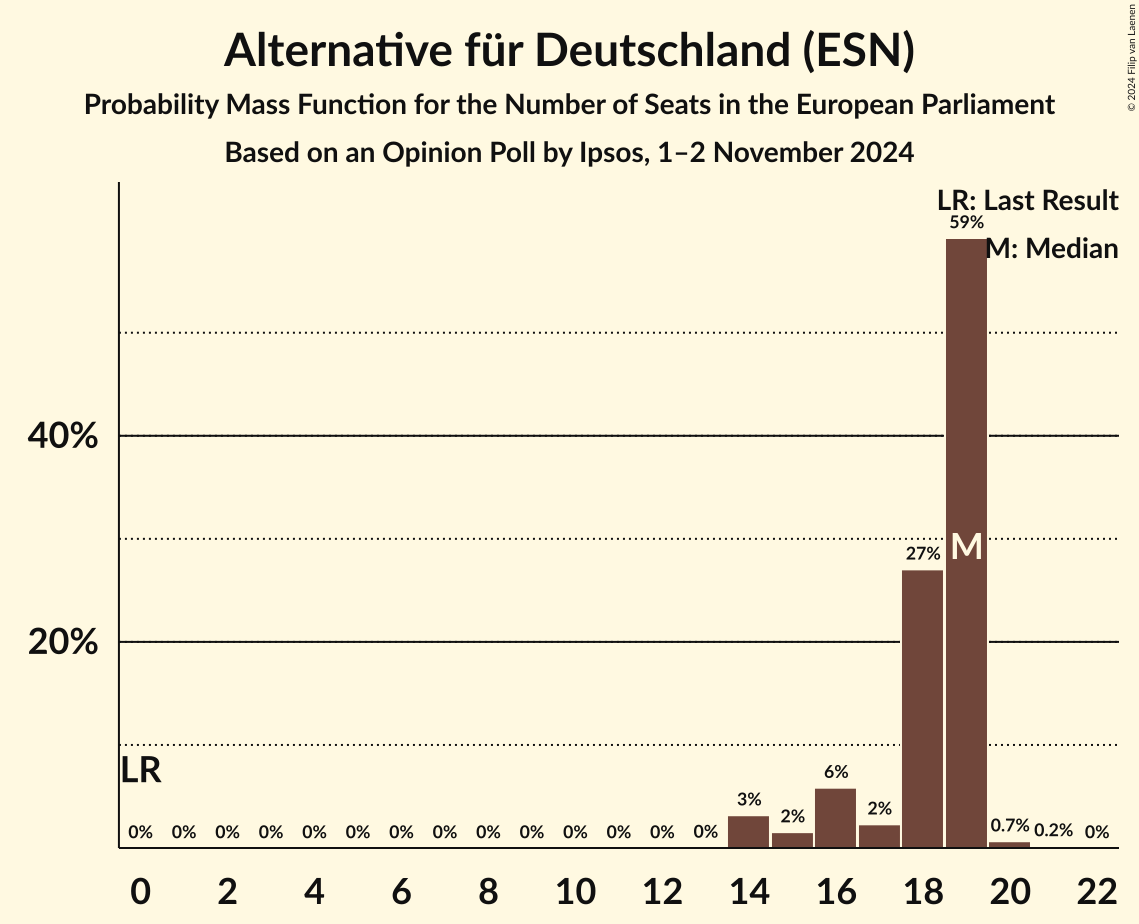 Alternative für Deutschland (ESN)
Probability Mass Function for the Number of Seats in the European Parliament
Based on an Opinion Poll by Ipsos, 1–2 November 2024
© 2024 Filip van Laenen
LR: Last Result
M: Median
59%
40%
27%
M
20%
LR
0% 0% 0% 0% 0% 0% 0% 0% 0% 0% 0% 0% 0% 0% 3% 2% 6% 2% 0.7% 0.2% 0%
0 2 4 6 8 10 12 14 16 18 20 22